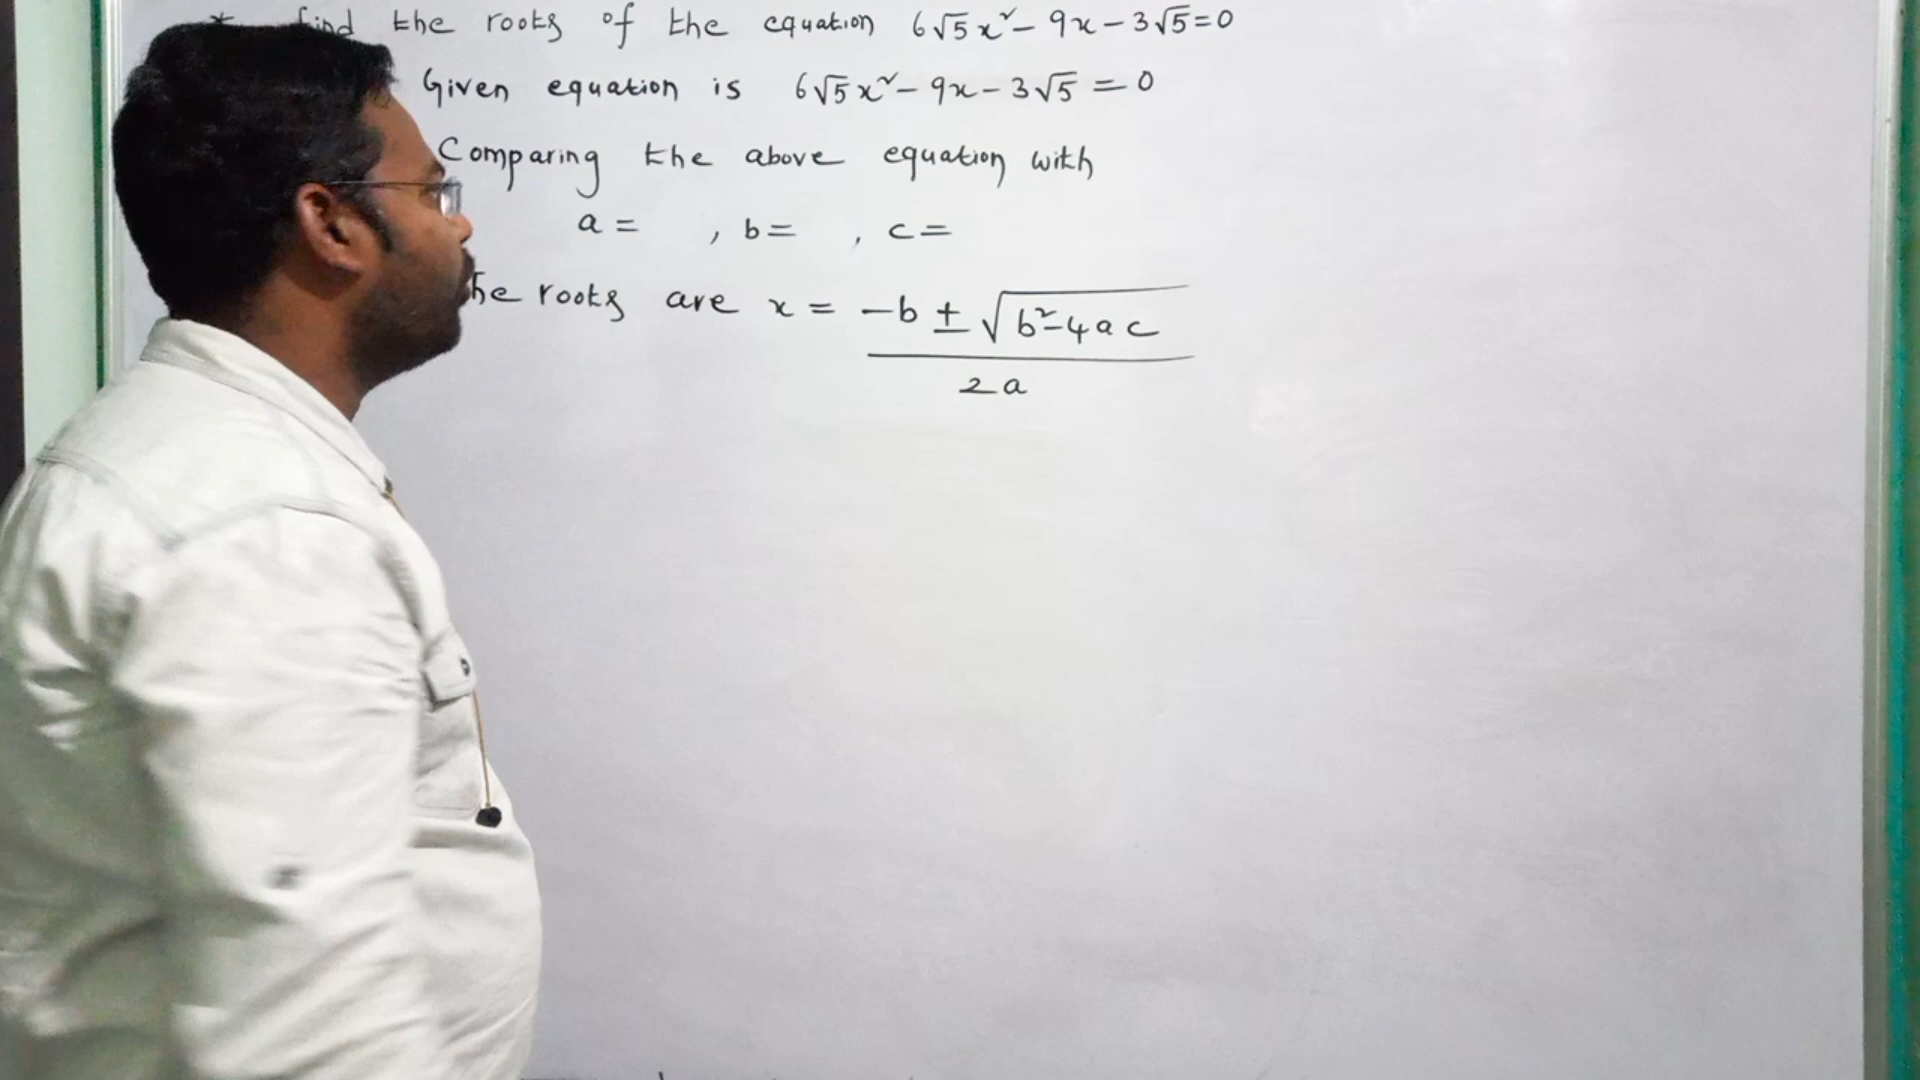 find the roots of the equation 6√5x² - 9x - 3√5=0
Given equation is 6√5x² - 9x - 3√5 = 0
Comparing the above equation with
a = , b = , c =
he roots are x = -b ± √b²-4ac
2a